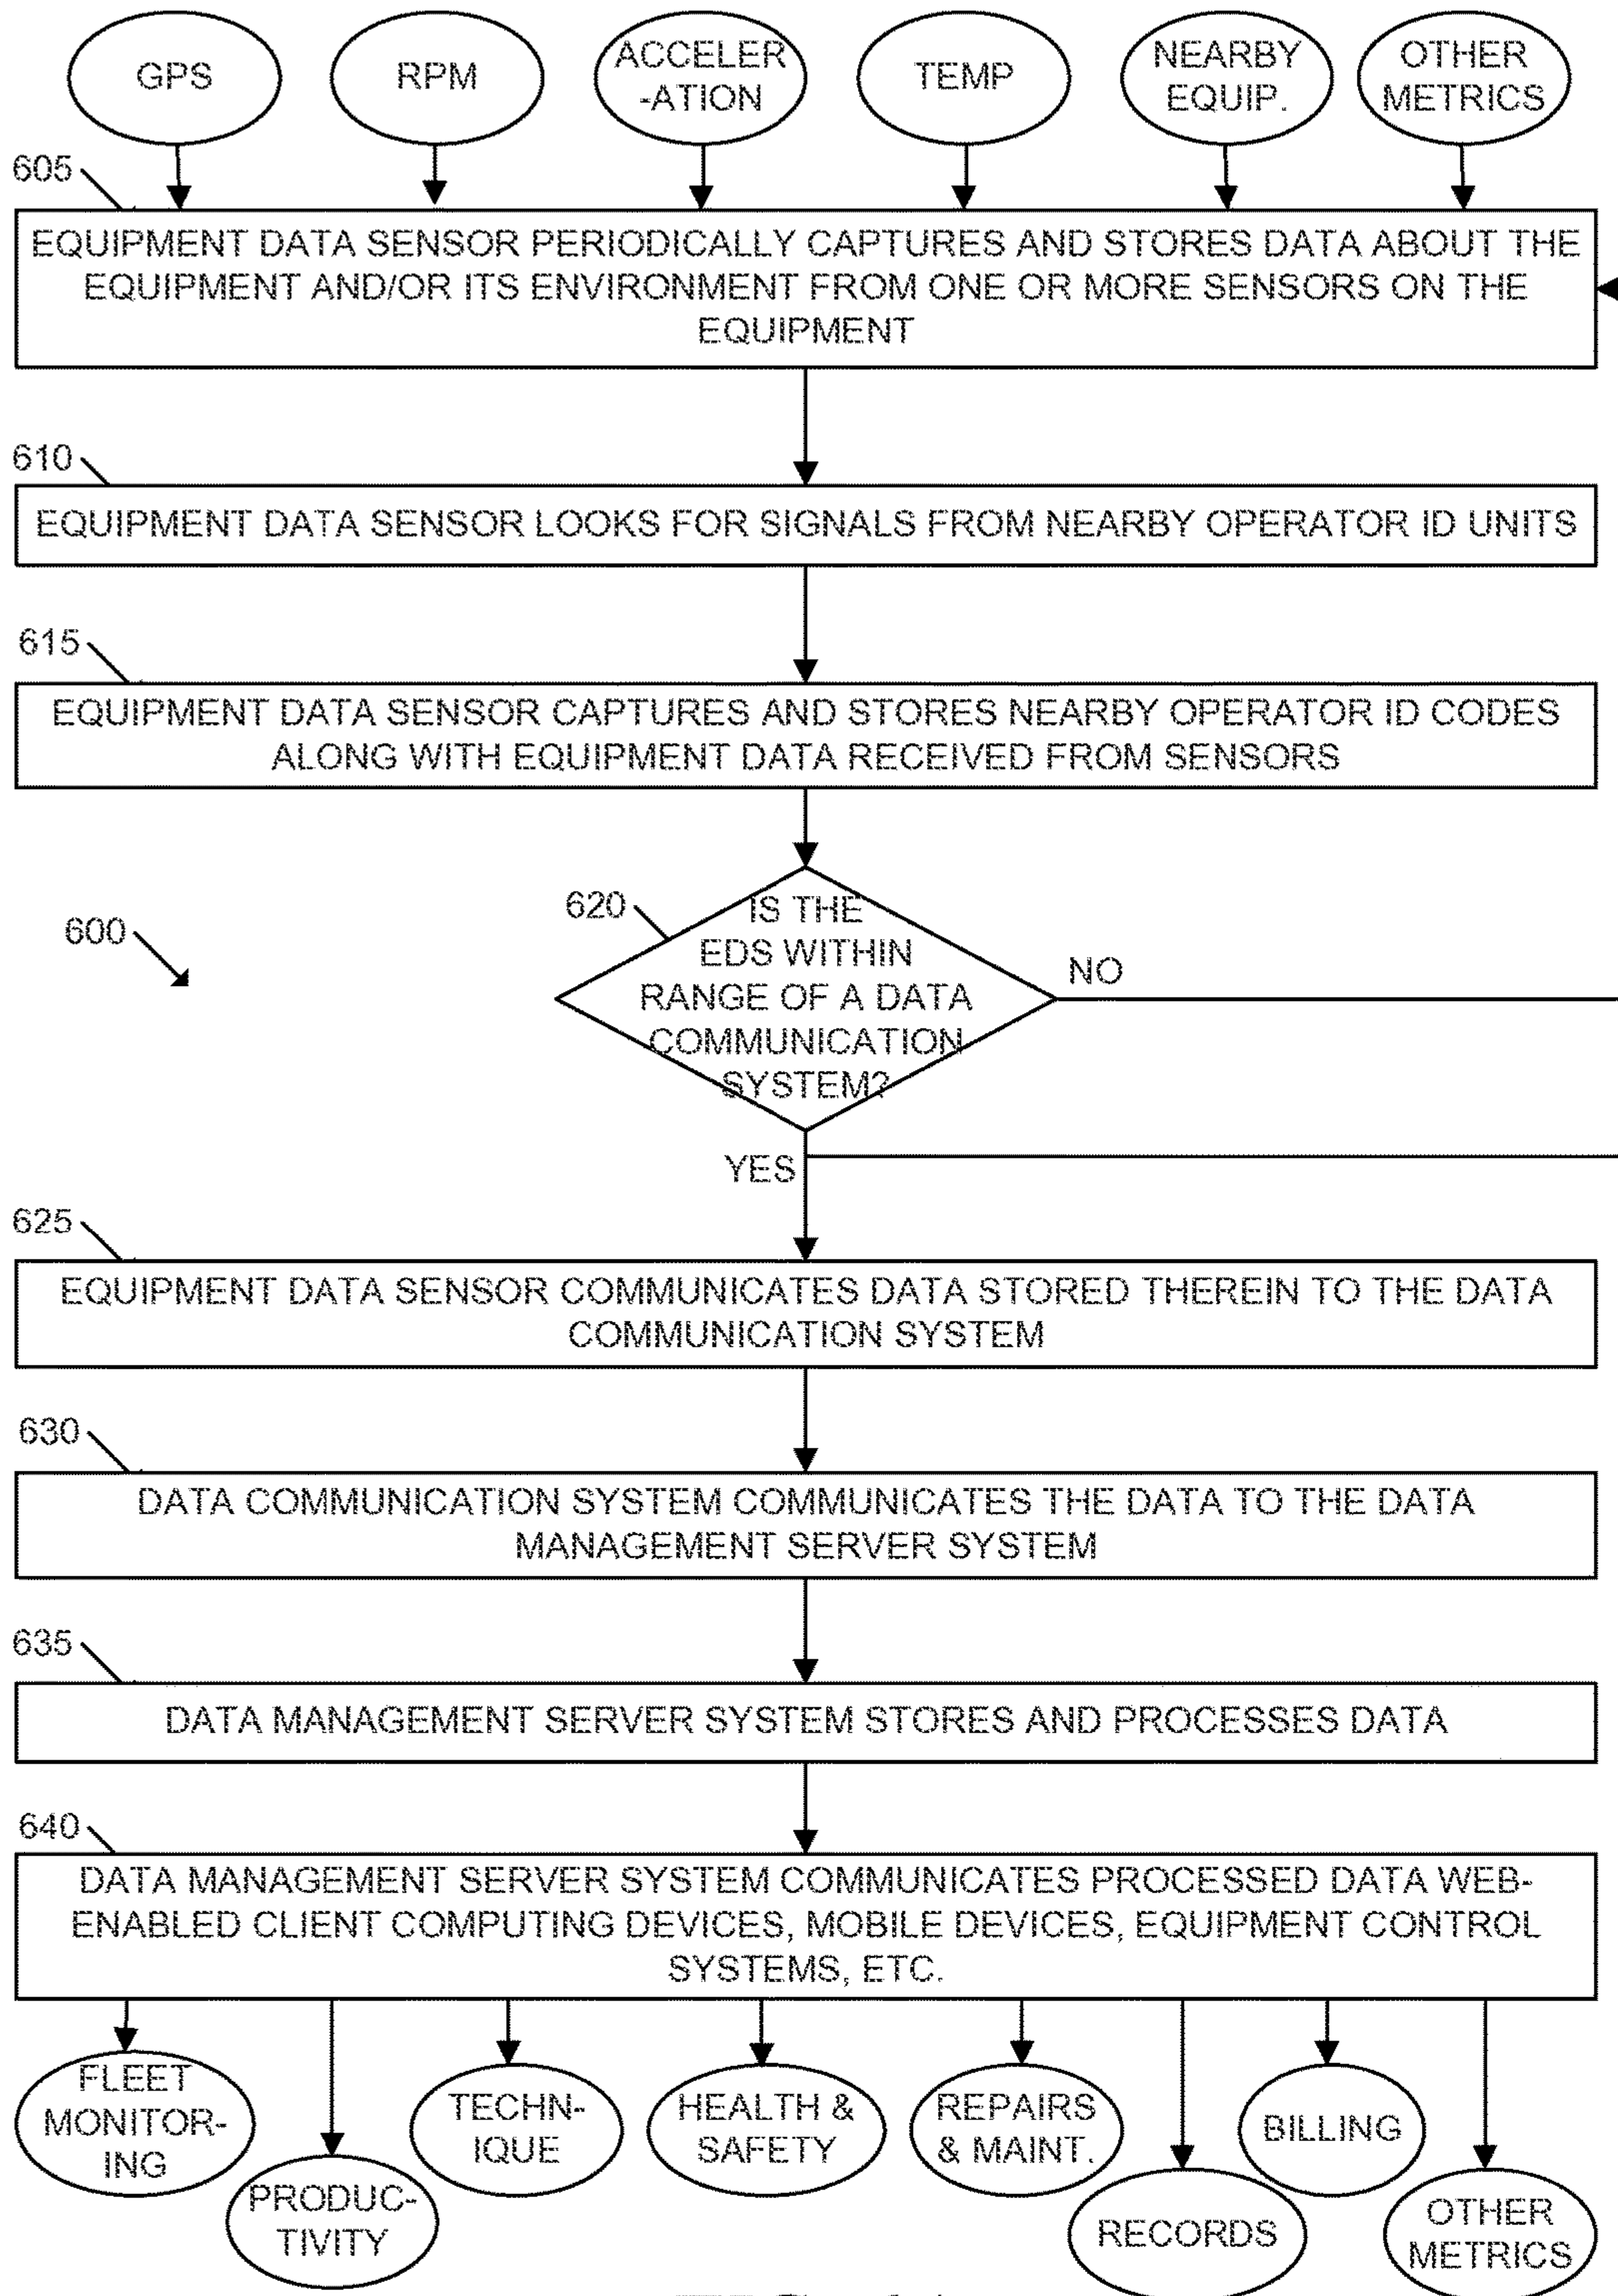 GPS
RPM
ACCELER
-ATION
TEMP
NEARBY
EQUIP.
OTHER
METRICS
605
EQUIPMENT DATA SENSOR PERIODICALLY CAPTURES AND STORES DATA ABOUT THE
EQUIPMENT AND/OR ITS ENVIRONMENT FROM ONE OR MORE SENSORS ON THE
EQUIPMENT
610
EQUIPMENT DATA SENSOR LOOKS FOR SIGNALS FROM NEARBY OPERATOR ID UNITS
615
EQUIPMENT DATA SENSOR CAPTURES AND STORES NEARBY OPERATOR ID CODES
ALONG WITH EQUIPMENT DATA RECEIVED FROM SENSORS
600
620
IS THE
EDS WITHIN
RANGE OF A DATA
COMMUNICATION
SYSTEM?
NO
YES
625
EQUIPMENT DATA SENSOR COMMUNICATES DATA STORED THEREIN TO THE DATA
COMMUNICATION SYSTEM
630
DATA COMMUNICATION SYSTEM COMMUNICATES THE DATA TO THE DATA
MANAGEMENT SERVER SYSTEM
635
DATA MANAGEMENT SERVER SYSTEM STORES AND PROCESSES DATA
640
DATA MANAGEMENT SERVER SYSTEM COMMUNICATES PROCESSED DATA WEB-
ENABLED CLIENT COMPUTING DEVICES, MOBILE DEVICES, EQUIPMENT CONTROL
SYSTEMS, ETC.
FLEET
MONITOR-
ING
PRODUC-
TIVITY
TECHN-
IQUE
HEALTH &
SAFETY
REPAIRS
& MAINT.
RECORDS
BILLING
OTHER
METRICS